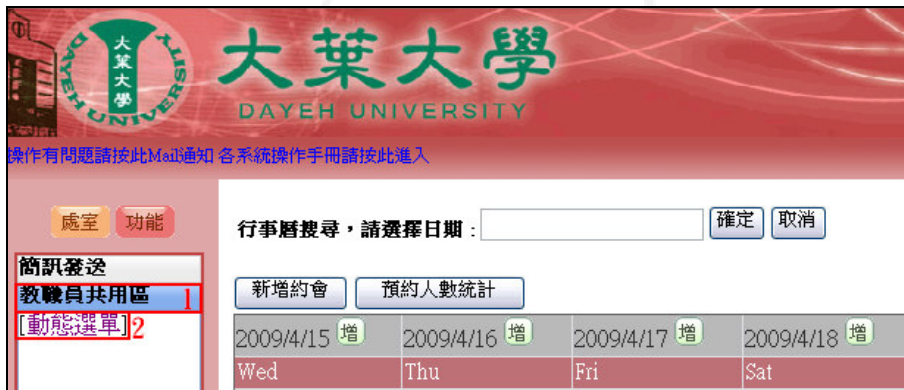 大葉大學
DAYEH UNIVERSITY
大葉大學
DAYEH UNIVERSITY
操作有問題請按此Mail通知 各系統操作手冊請按此進入
處室 功能
行事曆搜尋，請選擇日期 : 確定 取消
簡訊發送
教職員共用區 1
[動態選單] 2
新增約會 預約人數統計
2009/4/15 增 2009/4/16 增 2009/4/17 增 2009/4/18 增
Wed Thu Fri Sat